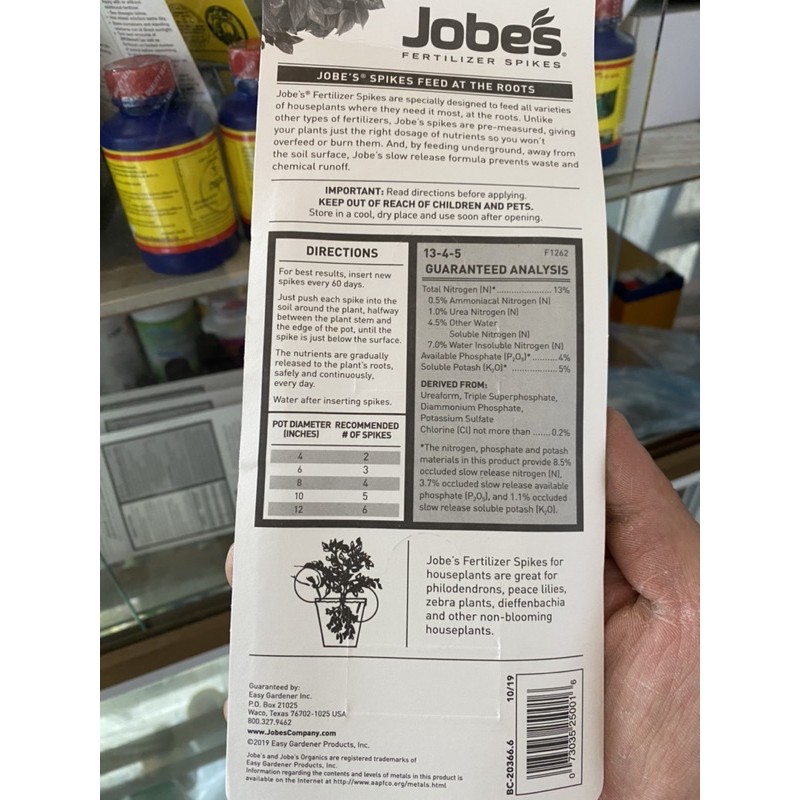 Jobe's®
FERTILIZER SPIKES
JOBE'S® SPIKES FEED AT THE ROOTS
Jobe's® Fertilizer Spikes are specially designed to feed all varieties
of houseplants where they need it most, at the roots. Unlike
other types of fertilizers, Jobe's spikes are pre-measured, giving
your plants just the right dosage of nutrients so you won't
overfeed or burn them. And, by feeding underground, away from
the soil surface, Jobe's slow release formula prevents waste and
chemical runoff.
IMPORTANT: Read directions before applying.
KEEP OUT OF REACH OF CHILDREN AND PETS.
Store in a cool, dry place and use soon after opening.
DIRECTIONS
For best results, insert new
spikes every 60 days.
Just push each spike into the
soil around the plant, halfway
between the plant stem and
the edge of the pot, until the
spike is just below the surface.
The nutrients are gradually
released to the plant's roots,
safely and continuously,
every day.
Water after inserting spikes.
POT DIAMETER RECOMMENDED
(INCHES) # OF SPIKES
4 2
6 3
8 4
10 5
12 6
13-4-5 F1262
GUARANTEED ANALYSIS
Total Nitrogen (N)*.................. 13%
0.5% Ammoniacal Nitrogen (N)
1.0% Urea Nitrogen (N)
4.5% Other Water
Soluble Nitrogen (N)
7.0% Water Insoluble Nitrogen (N)
Available Phosphate (P₂O₅)*.........4%
Soluble Potash (K₂O)*..................5%
DERIVED FROM:
Ureaform, Triple Superphosphate,
Diammonium Phosphate,
Potassium Sulfate
Chlorine (Cl) not more than ......0.2%
*The nitrogen, phosphate and potash
materials in this product provide 8.5%
occluded slow release nitrogen (N),
3.7% occluded slow release available
phosphate (P₂O₅), and 1.1% occluded
slow release soluble potash (K₂O).
Jobe's Fertilizer Spikes for
houseplants are great for
philodendrons, peace lilies,
zebra plants, dieffenbachia
and other non-blooming
houseplants.
Guaranteed by:
Easy Gardener Inc.
P.O. Box 21025
Waco, Texas 76702-1025 USA
800.327.9462
www.JobesCompany.com
©2019 Easy Gardener Products, Inc.
Jobe's and Jobe's Organics are registered trademarks of
Easy Gardener Products, Inc.
Information regarding the contents and levels of metals in this product is
available on the Internet at http://www.aapfco.org/metals.html
BC-20366.6 10/19
0 73035 25001 6